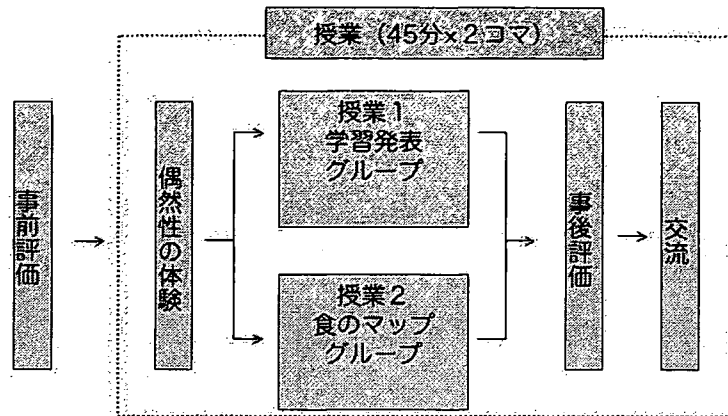 授業（45分×2コマ）
事前評価
偶然性の体験
授業1
学習発表
グループ
授業2
食のマップ
グループ
事後評価
交流